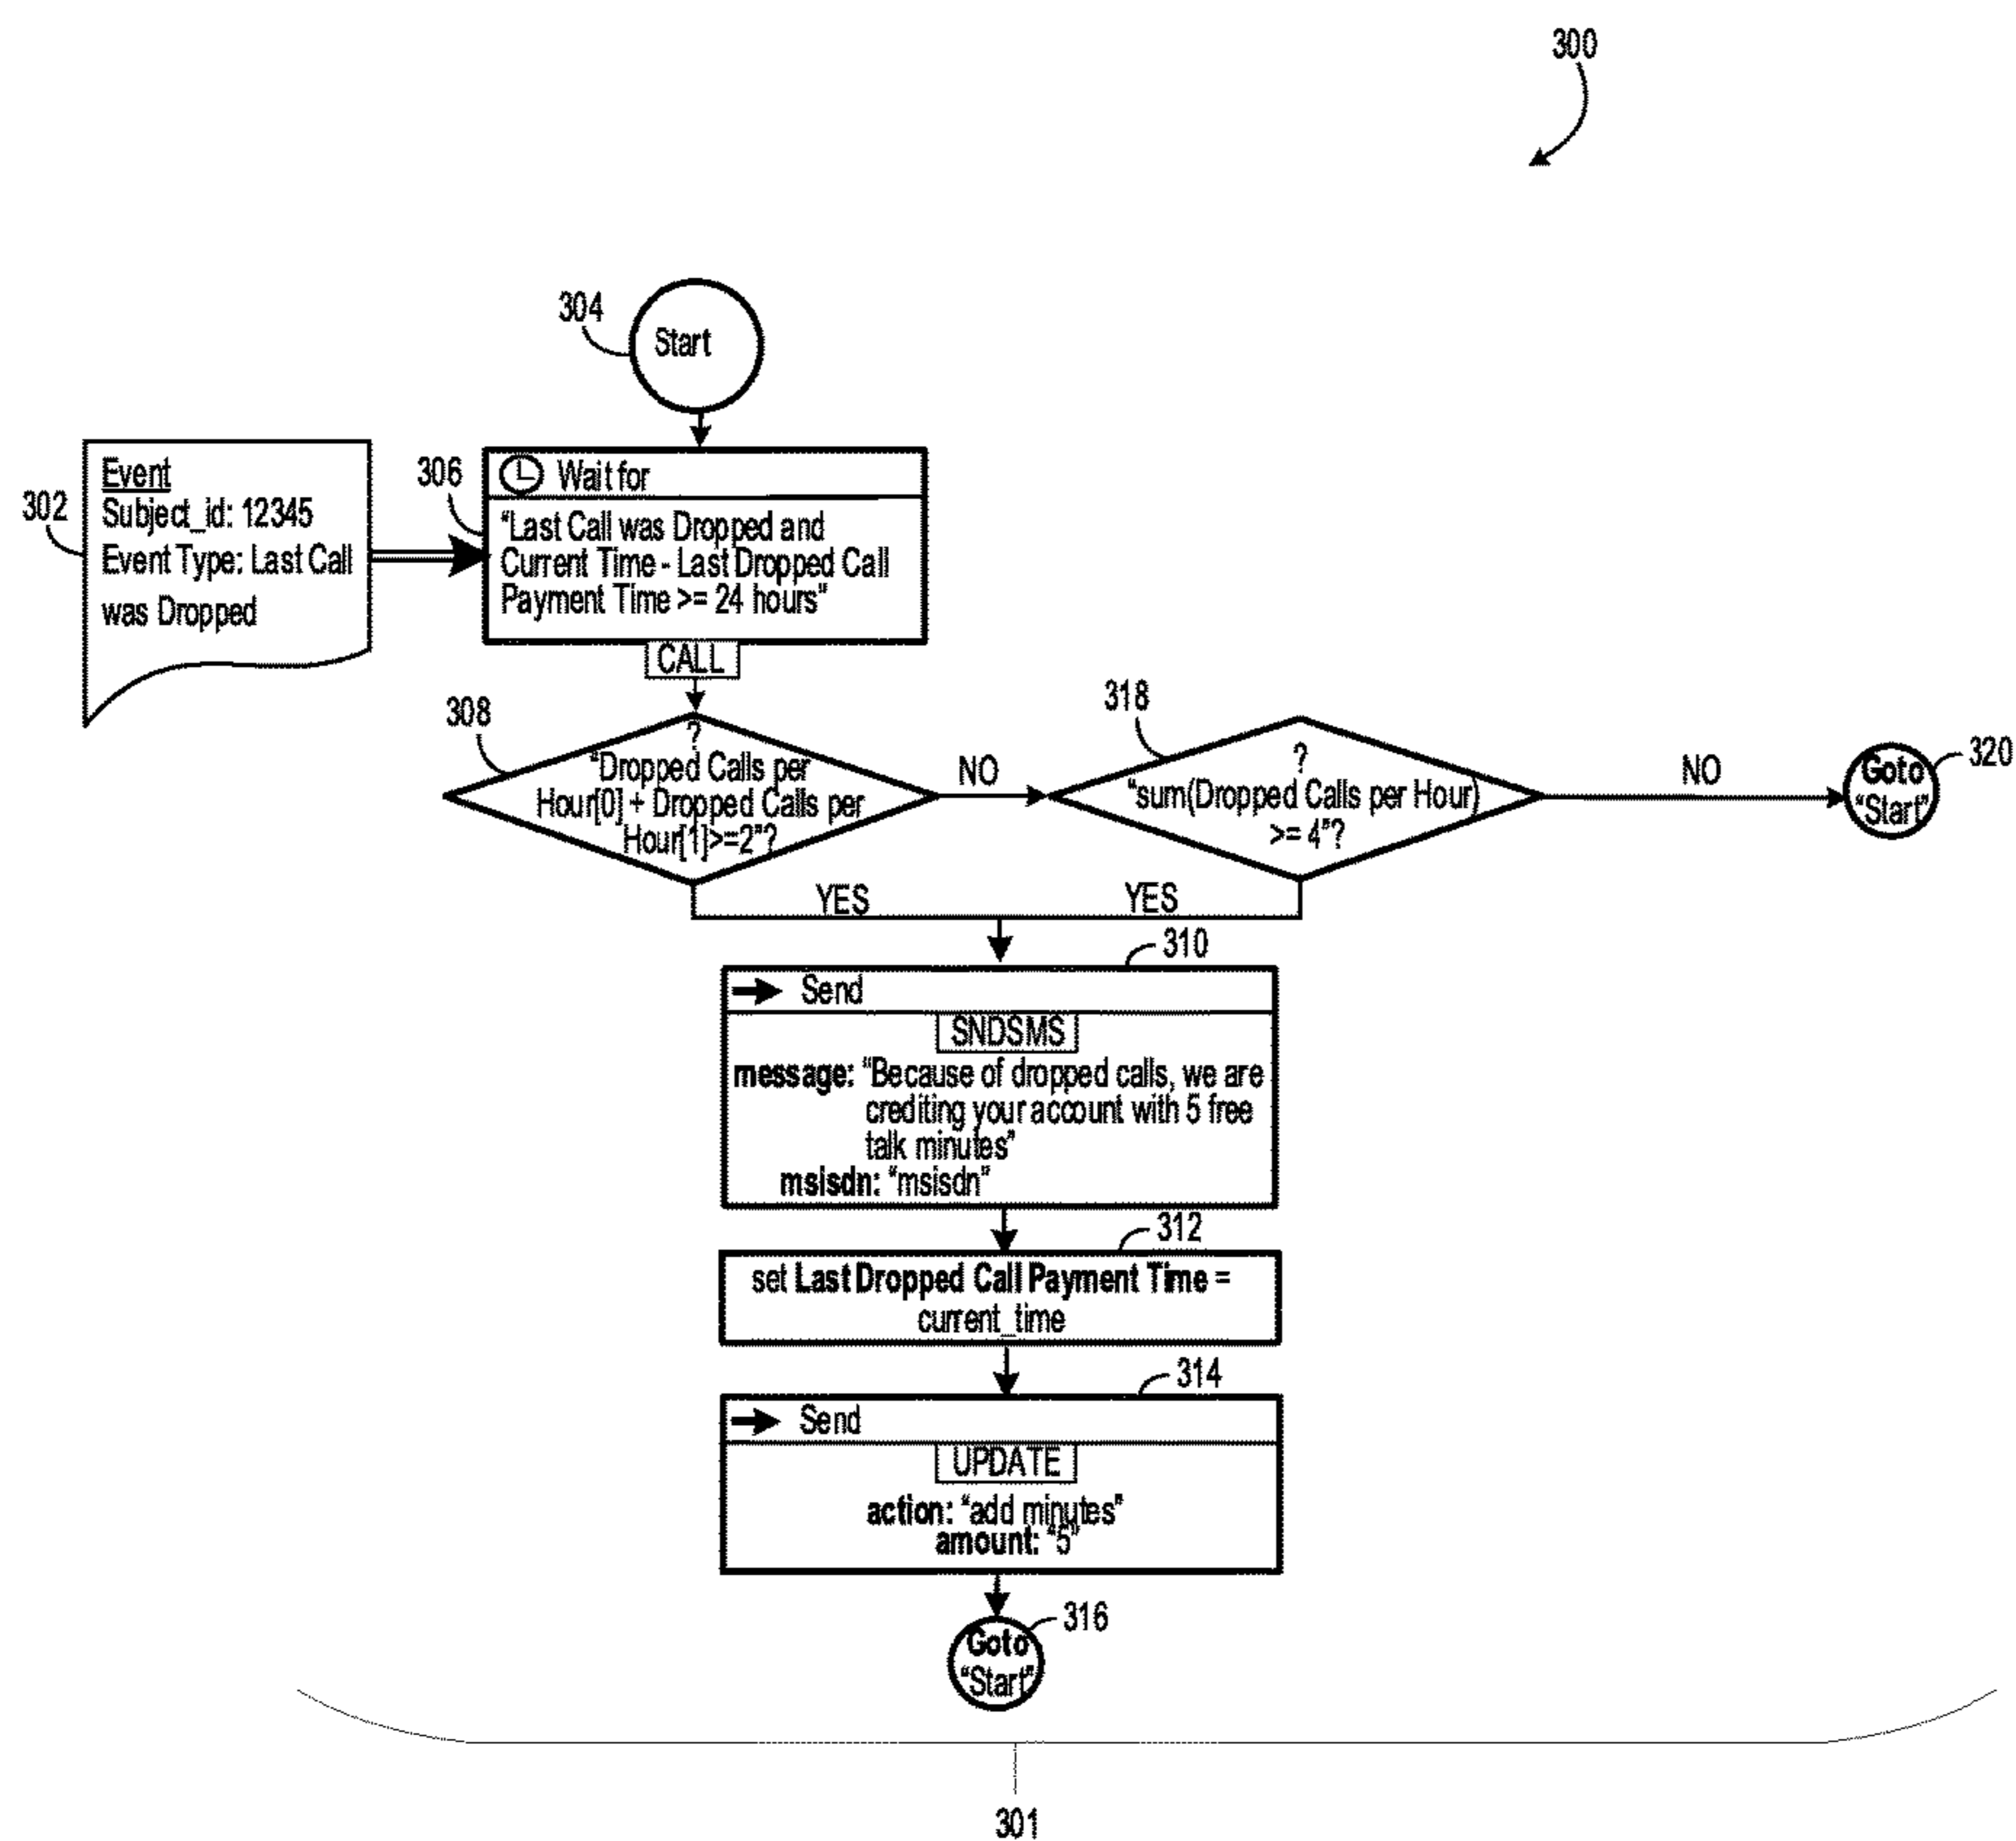 300
304
Start
302
Event
Subject_id: 12345
Event Type: Last Call
was Dropped
306
Wait for
“Last Call was Dropped and
Current Time - Last Dropped Call
Payment Time >= 24 hours”
CALL
308
?
“Dropped Calls per
Hour[0] + Dropped Calls per
Hour[1]>=2”?
NO
318
?
“sum(Dropped Calls per Hour)
>= 4”?
NO
320
Goto
“Start”
YES
YES
310
Send
SNDSMS
message: “Because of dropped calls, we are
crediting your account with 5 free
talk minutes”
msisdn: “msisdn”
312
set Last Dropped Call Payment Time =
current_time
314
Send
UPDATE
action: “add minutes”
amount: “5”
316
Goto
“Start”
301